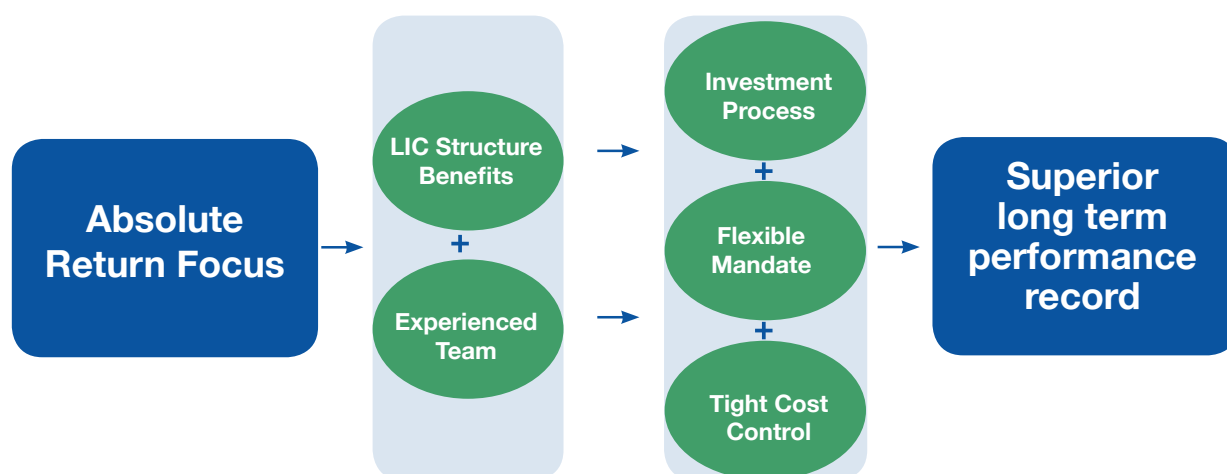 Absolute
Return Focus
LIC Structure
Benefits
+
Experienced
Team
Investment
Process
+
Flexible
Mandate
+
Tight Cost
Control
Superior
long term
performance
record